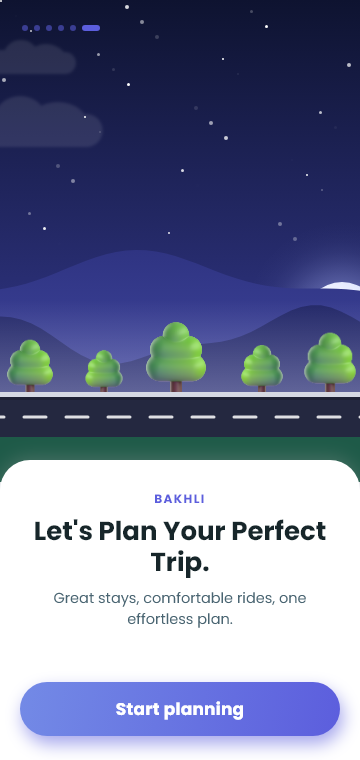 BAKHLI
Let's Plan Your Perfect
Trip.
Great stays, comfortable rides, one
effortless plan.
Start planning